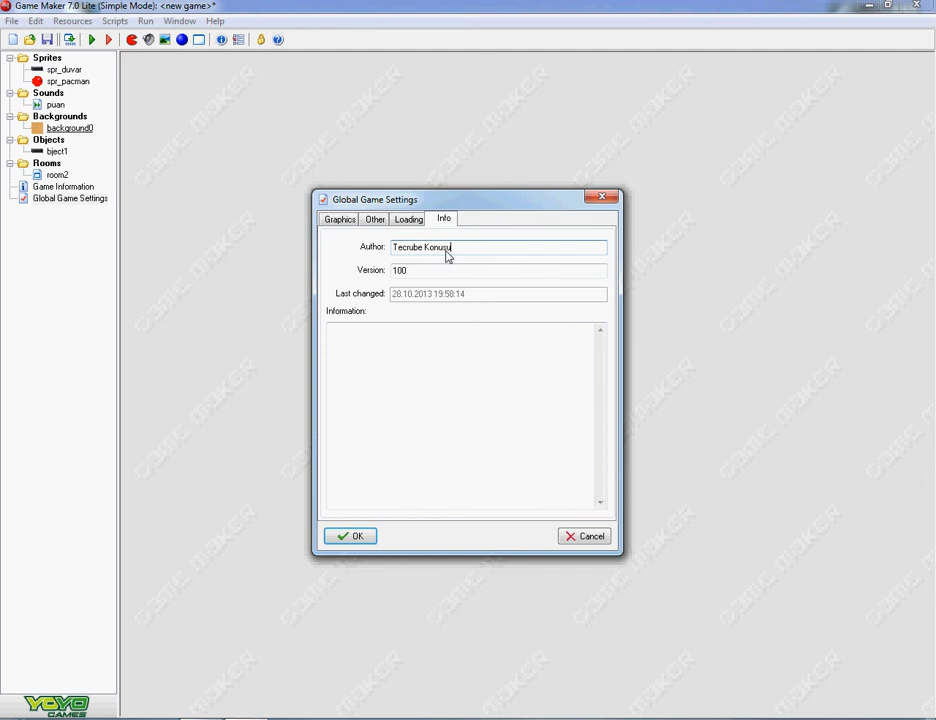 Game Maker 7.0 Lite (Simple Mode): <new game>*
File Edit Resources Scripts Run Window Help
Sprites
spr_duvar
spr_pacman
Sounds
puan
Backgrounds
background0
Objects
bject1
Rooms
room2
Game Information
Global Game Settings
Global Game Settings
Graphics Other Loading Info
Author: Tecrube Konusu
Version: 100
Last changed: 28.10.2013 19:58:14
Information:
OK Cancel
YOYO
GAMES
GAME MAKER